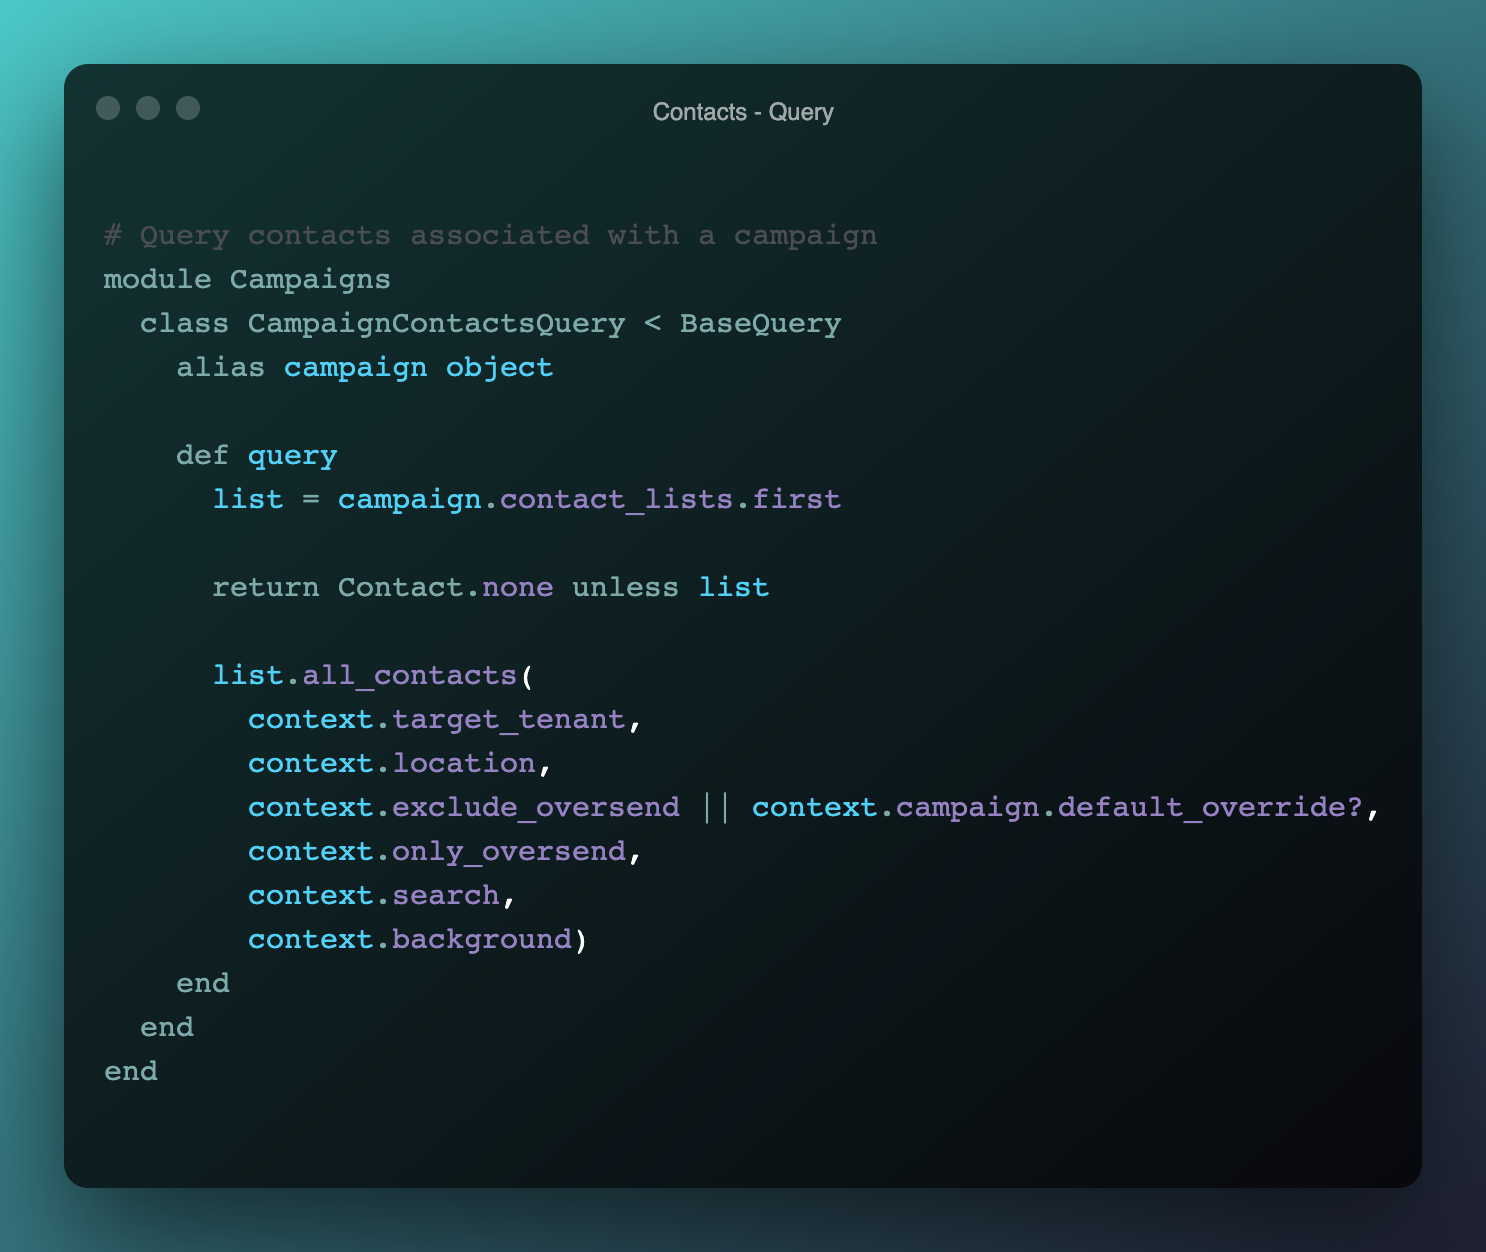 Contacts - Query
# Query contacts associated with a campaign
module Campaigns
  class CampaignContactsQuery < BaseQuery
    alias campaign object
    def query
      list = campaign.contact_lists.first
      return Contact.none unless list
      list.all_contacts(
        context.target_tenant,
        context.location,
        context.exclude_oversend || context.campaign.default_override?,
        context.only_oversend,
        context.search,
        context.background)
    end
  end
end